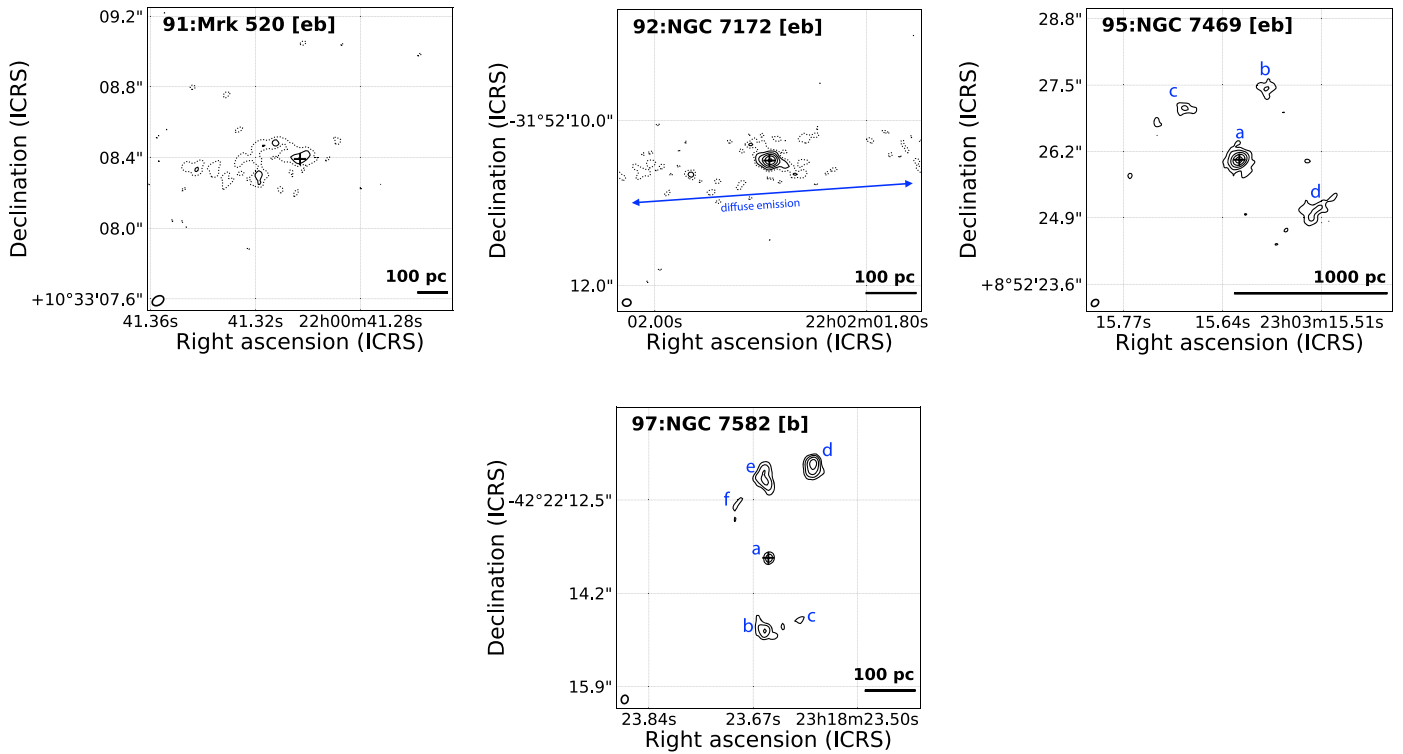 91:Mrk 520 [eb]
09.2"
08.8"
08.4"
08.0"
+10°33'07.6"
Declination (ICRS)
100 pc
41.36s
41.32s
22h00m41.28s
Right ascension (ICRS)
92:NGC 7172 [eb]
-31°52'10.0"
12.0"
Declination (ICRS)
diffuse emission
100 pc
02.00s
22h02m01.80s
Right ascension (ICRS)
95:NGC 7469 [eb]
28.8"
27.5"
26.2"
24.9"
+8°52'23.6"
Declination (ICRS)
b
c
a
d
1000 pc
15.77s
15.64s
23h03m15.51s
Right ascension (ICRS)
97:NGC 7582 [b]
-42°22'12.5"
14.2"
15.9"
Declination (ICRS)
d
e
f
a
b
c
100 pc
23.84s
23.67s
23h18m23.50s
Right ascension (ICRS)